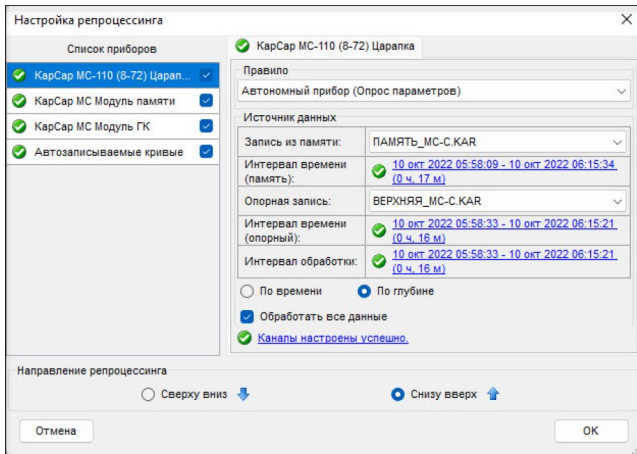 Настройка репроцессинга
Список приборов
КарСар МС-110 (8-72) Царап...
КарСар МС Модуль памяти
КарСар МС Модуль ГК
Автозаписываемые кривые
КарСар МС-110 (8-72) Царапка
Правило
Автономный прибор (Опрос параметров)
Источник данных
Запись из памяти:
ПАМЯТЬ_МС-С.KAR
Интервал времени
(память):
10 окт 2022 05:58:09 - 10 окт 2022 06:15:34
(0 ч, 17 м)
Опорная запись:
ВЕРХНЯЯ_МС-С.KAR
Интервал времени
(опорный):
10 окт 2022 05:58:33 - 10 окт 2022 06:15:21
(0 ч, 16 м)
Интервал обработки:
10 окт 2022 05:58:33 - 10 окт 2022 06:15:21
(0 ч, 16 м)
По времени
По глубине
Обработать все данные
Каналы настроены успешно.
Направление репроцессинга
Сверху вниз
Снизу вверх
Отмена
OK